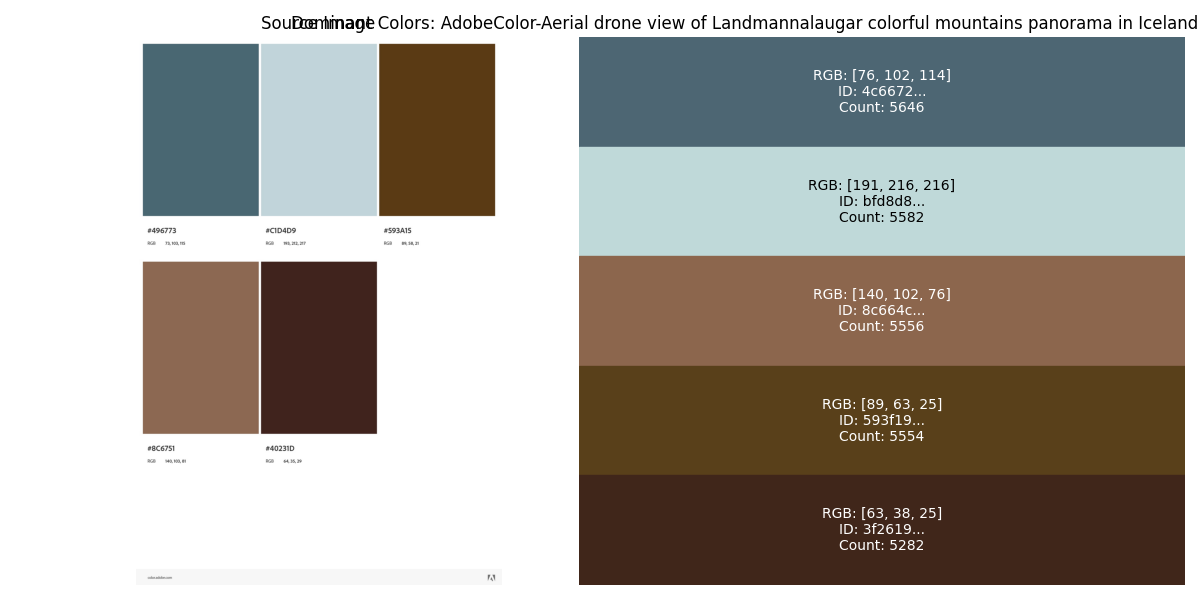 Source Image
Dominant Colors: AdobeColor-Aerial drone view of Landmannalaugar colorful mountains panorama in Iceland
#496773
RGB 73, 103, 115
#C1D4D9
RGB 193, 212, 217
#593A15
RGB 89, 58, 21
#8C6751
RGB 140, 103, 81
#40231D
RGB 64, 35, 29
color.adobe.com
RGB: [76, 102, 114]
ID: 4c6672...
Count: 5646
RGB: [191, 216, 216]
ID: bfd8d8...
Count: 5582
RGB: [140, 102, 76]
ID: 8c664c...
Count: 5556
RGB: [89, 63, 25]
ID: 593f19...
Count: 5554
RGB: [63, 38, 25]
ID: 3f2619...
Count: 5282